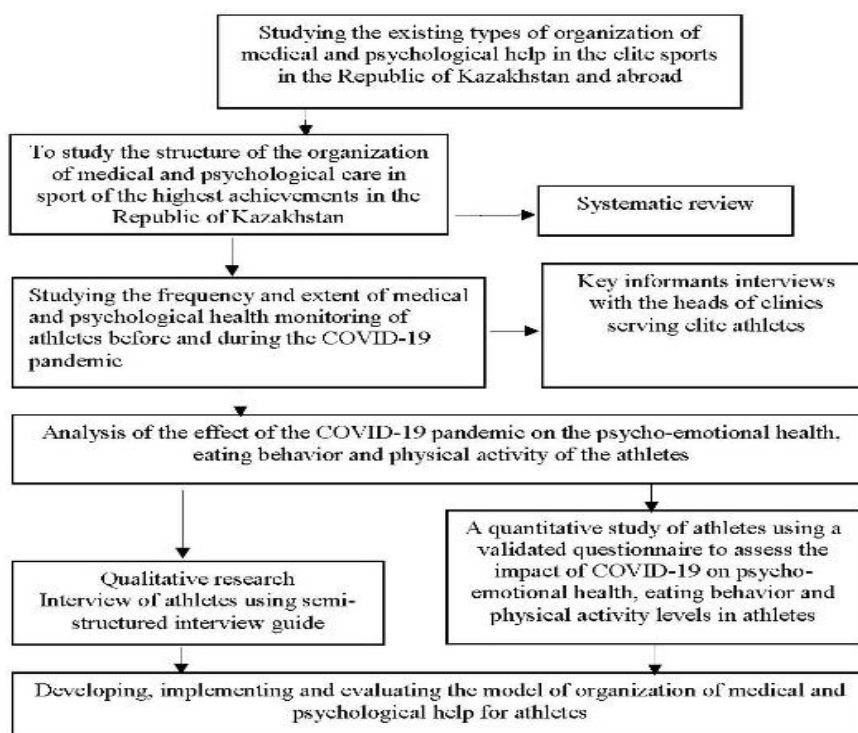 Studying the existing types of organization of
medical and psychological help in the elite sports
in the Republic of Kazakhstan and abroad
To study the structure of the organization
of medical and psychological care in
sport of the highest achievements in the
Republic of Kazakhstan
Systematic review
Studying the frequency and extent of medical
and psychological health monitoring of
athletes before and during the COVID-19
pandemic
Key informants interviews
with the heads of clinics
serving elite athletes
Analysis of the effect of the COVID-19 pandemic on the psycho-emotional health,
eating behavior and physical activity of the athletes
Qualitative research
Interview of athletes using semi-
structured interview guide
A quantitative study of athletes using a
validated questionnaire to assess the
impact of COVID-19 on psycho-
emotional health, eating behavior and
physical activity levels in athletes
Developing, implementing and evaluating the model of organization of medical and
psychological help for athletes